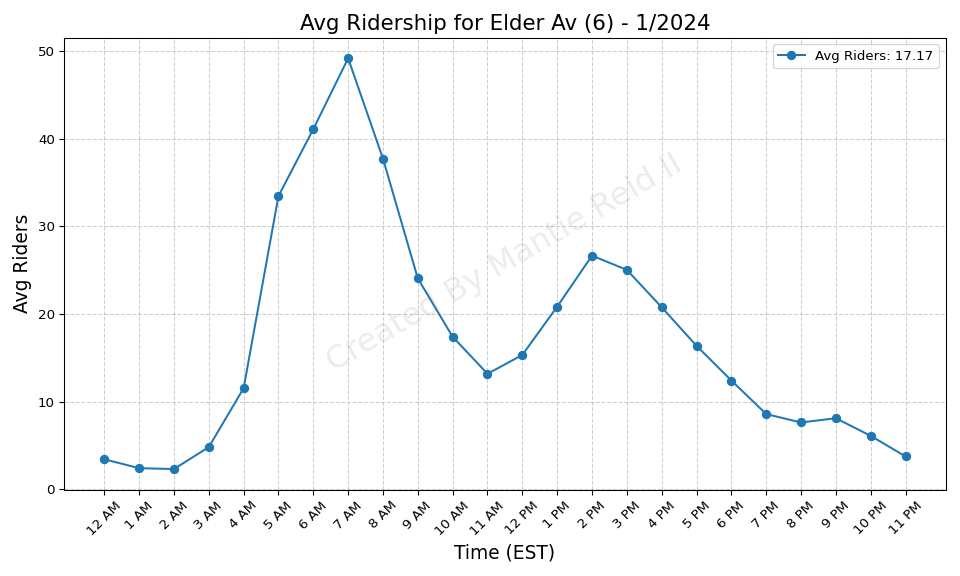 Avg Ridership for Elder Av (6) - 1/2024
Avg Riders: 17.17
50
40
30
20
10
0
Avg Riders
Created By Mantie Reid II
12 AM
1 AM
2 AM
3 AM
4 AM
5 AM
6 AM
7 AM
8 AM
9 AM
10 AM
11 AM
12 PM
1 PM
2 PM
3 PM
4 PM
5 PM
6 PM
7 PM
8 PM
9 PM
10 PM
11 PM
Time (EST)